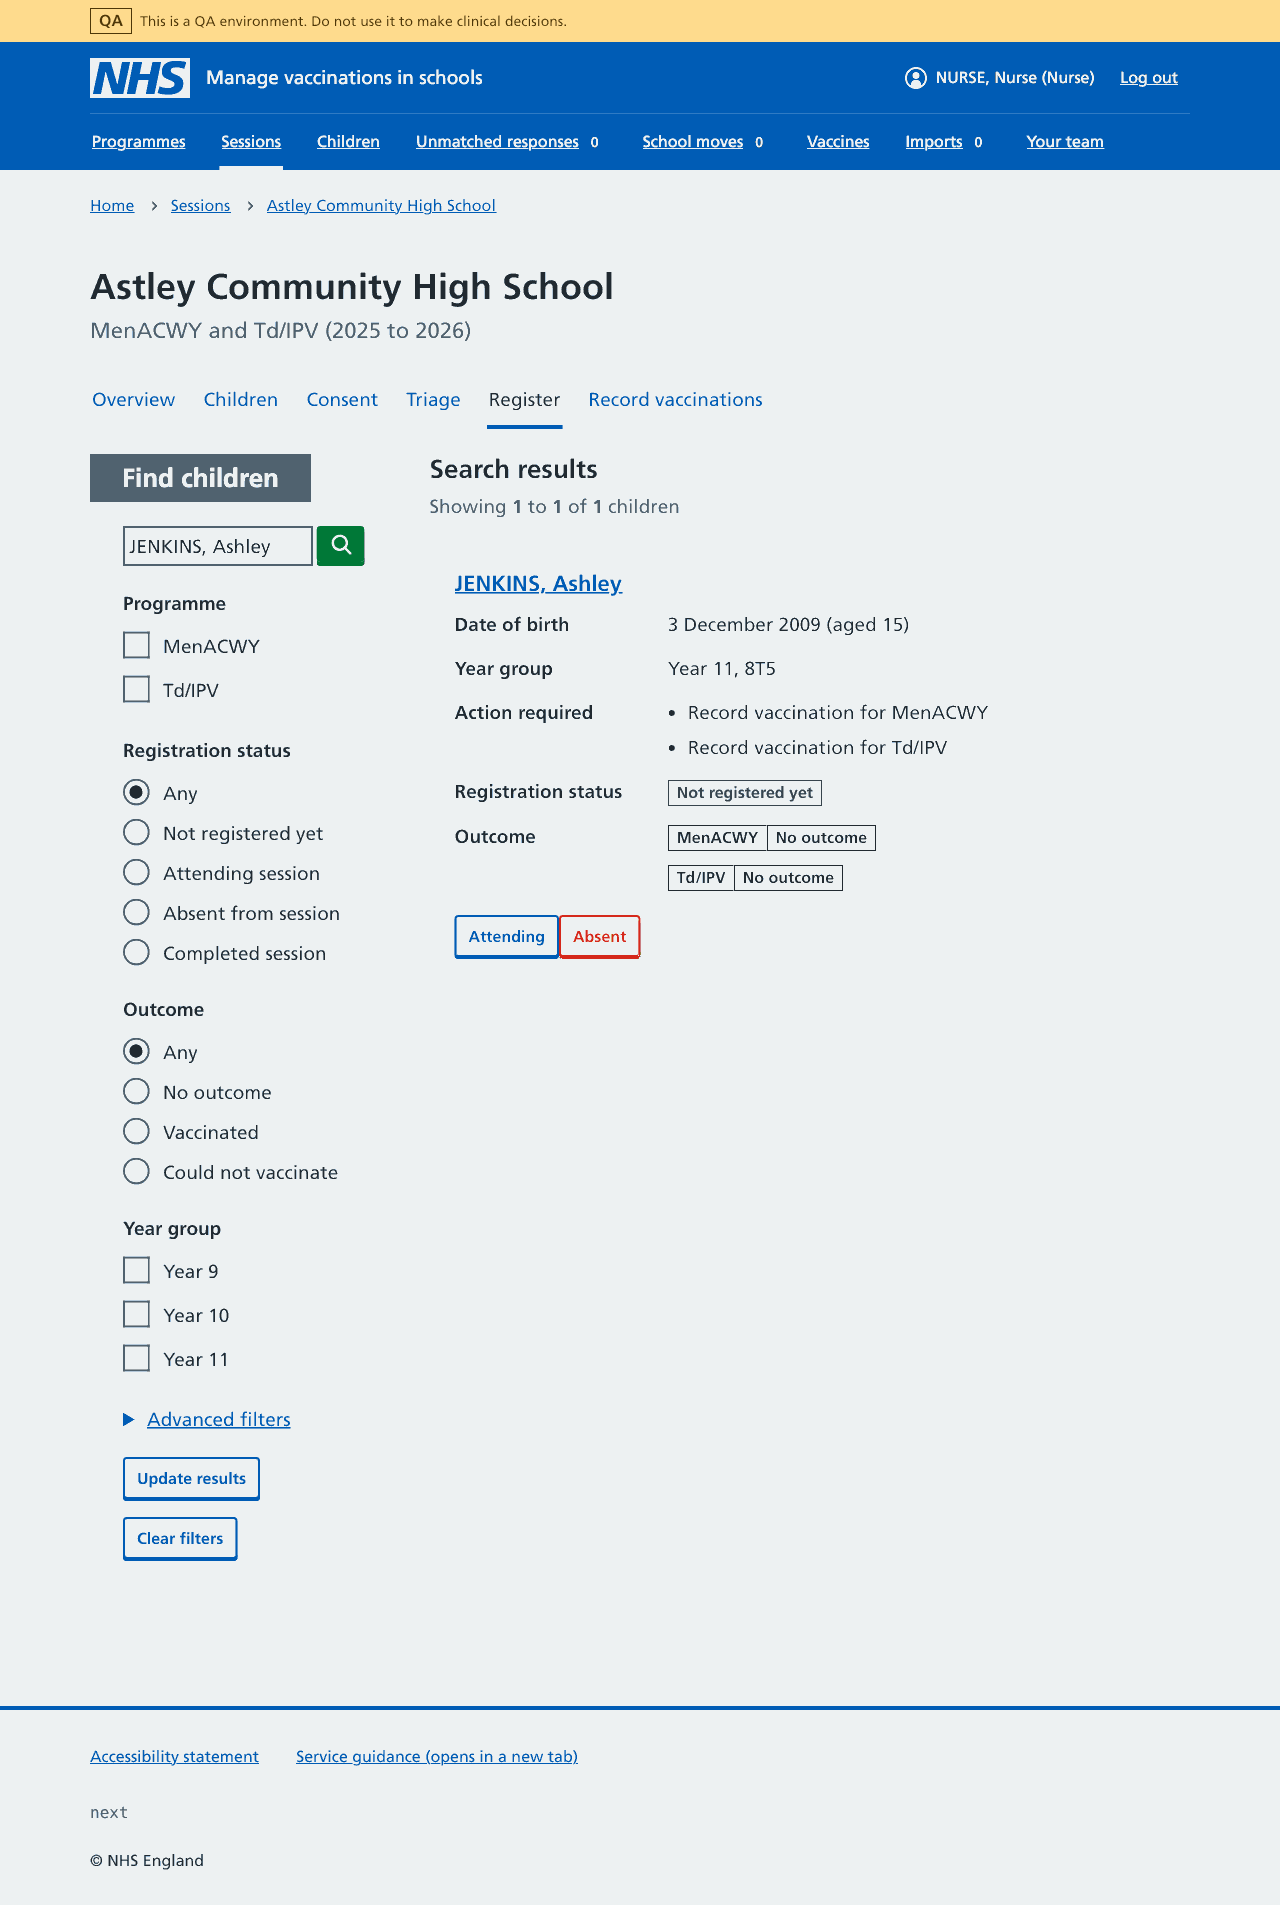 QA This is a QA environment. Do not use it to make clinical decisions.
NHS Manage vaccinations in schools NURSE, Nurse (Nurse) Log out
Programmes Sessions Children Unmatched responses 0 School moves 0 Vaccines Imports 0 Your team
Home Sessions Astley Community High School
Astley Community High School
MenACWY and Td/IPV (2025 to 2026)
Overview Children Consent Triage Register Record vaccinations
Find children
JENKINS, Ashley
Programme
MenACWY
Td/IPV
Registration status
Any
Not registered yet
Attending session
Absent from session
Completed session
Outcome
Any
No outcome
Vaccinated
Could not vaccinate
Year group
Year 9
Year 10
Year 11
Advanced filters
Update results
Clear filters
Search results
Showing 1 to 1 of 1 children
JENKINS, Ashley
Date of birth 3 December 2009 (aged 15)
Year group Year 11, 8T5
Action required • Record vaccination for MenACWY
• Record vaccination for Td/IPV
Registration status Not registered yet
Outcome MenACWY No outcome
Td/IPV No outcome
Attending Absent
Accessibility statement Service guidance (opens in a new tab)
next
© NHS England